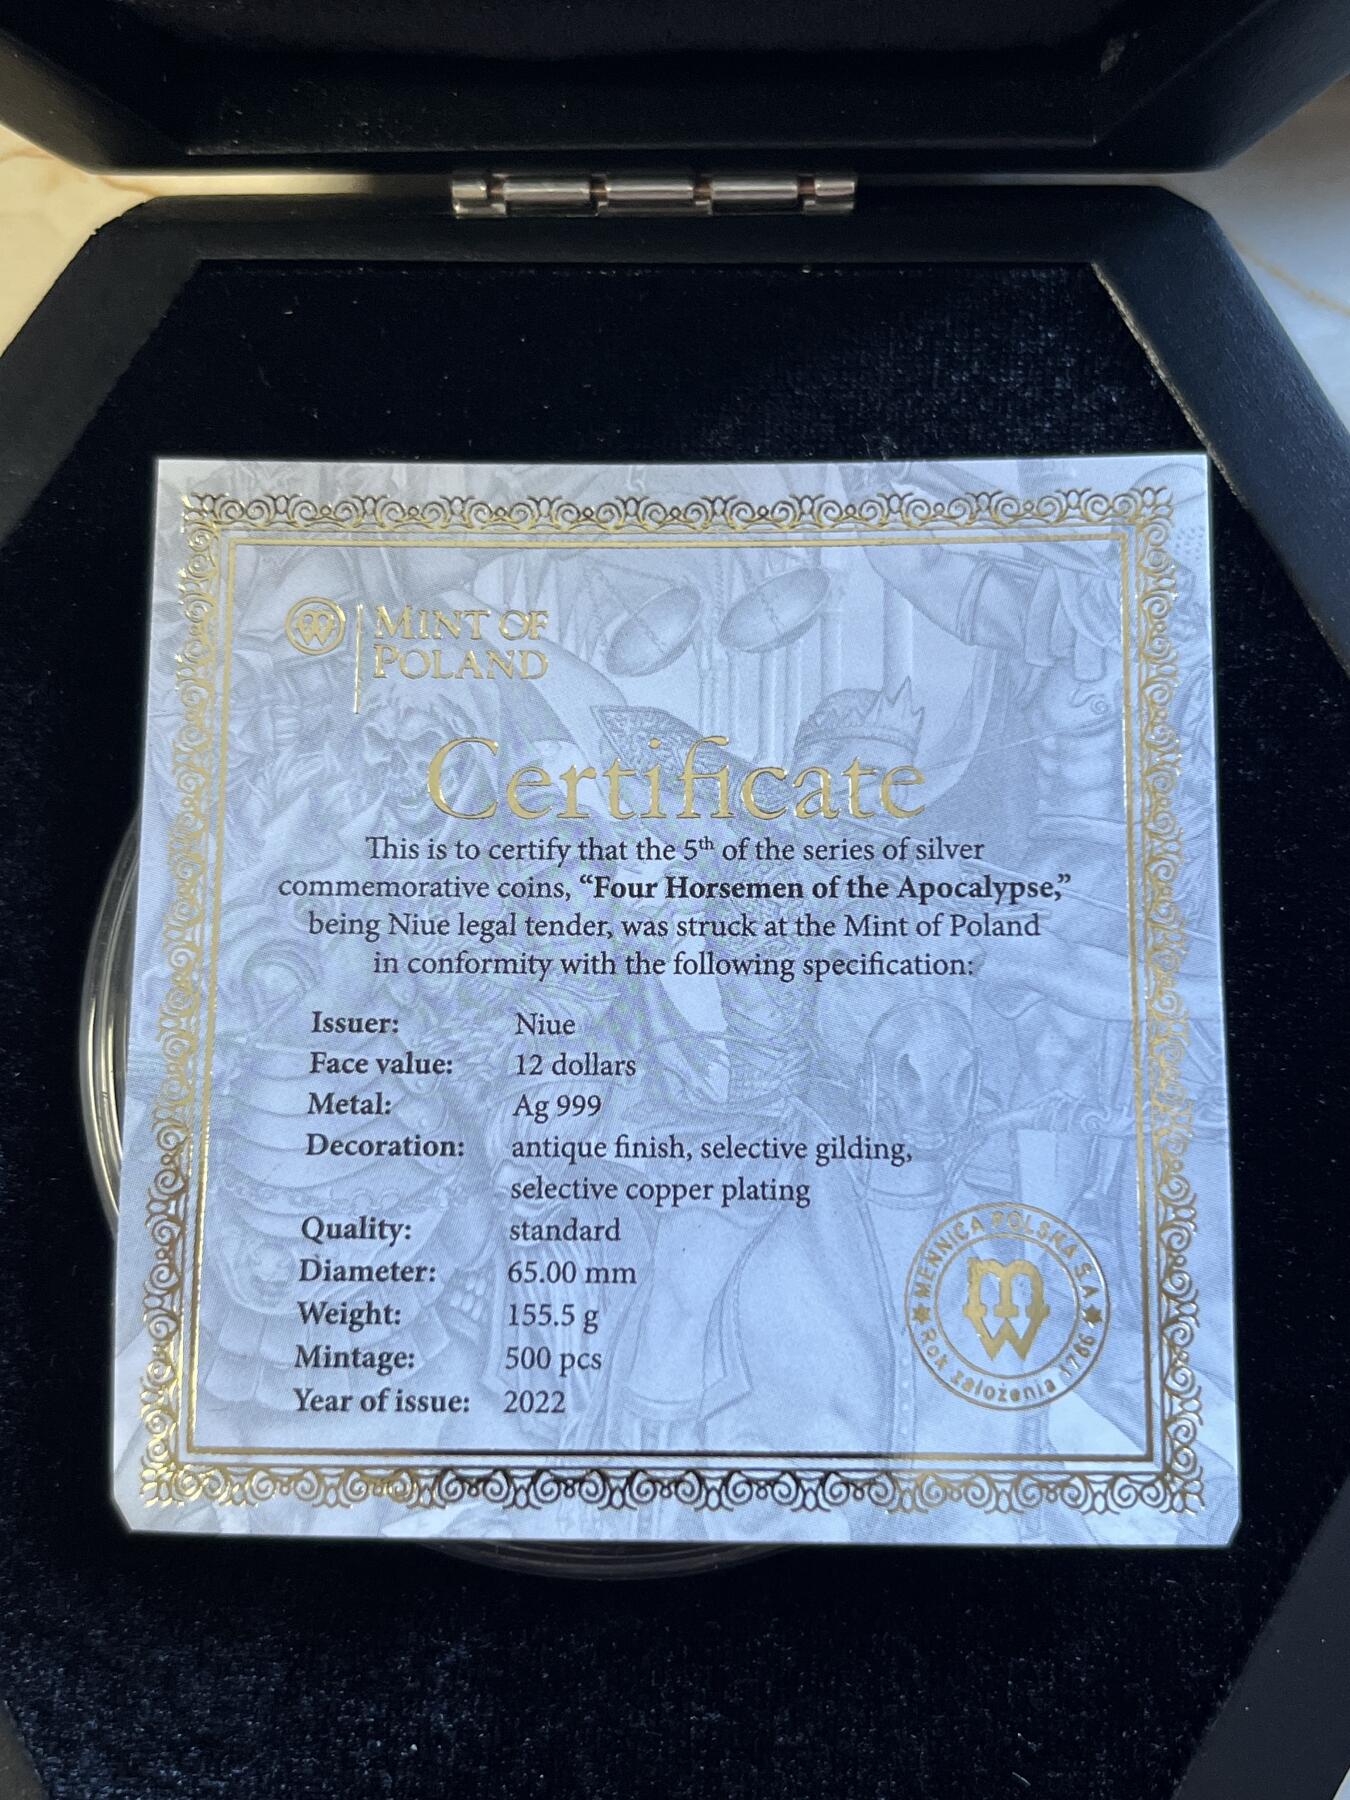 MINT OF
POLAND
Certificate
This is to certify that the 5th of the series of silver
commemorative coins, “Four Horsemen of the Apocalypse,”
being Niue legal tender, was struck at the Mint of Poland
in conformity with the following specification:
Issuer: Niue
Face value: 12 dollars
Metal: Ag 999
Decoration: antique finish, selective gilding,
selective copper plating
Quality: standard
Diameter: 65.00 mm
Weight: 155.5 g
Mintage: 500 pcs
Year of issue: 2022
MENNICA POLSKA S.A.
MW
Rok założenia 1766